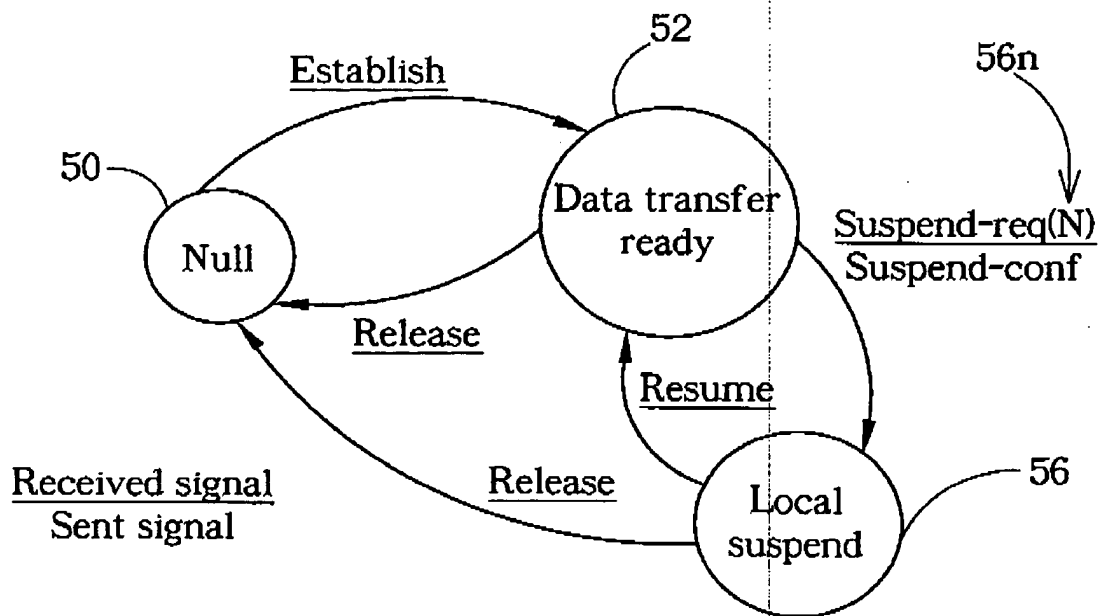 52
56n
Establish
50
Data transfer
ready
Null
Suspend-req(N)
Suspend-conf
Release
Resume
Received signal
Sent signal
Release
Local
suspend
56